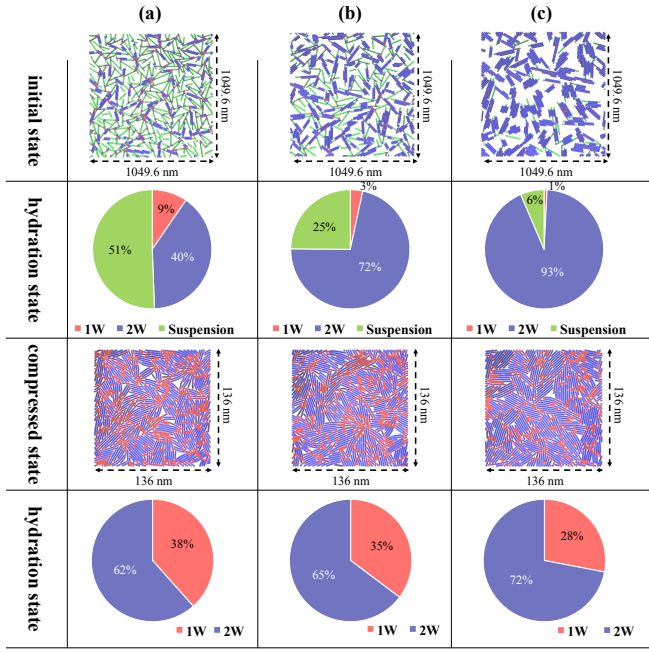 (a) (b) (c)
initial state
1049.6 nm 1049.6 nm 1049.6 nm
1049.6 nm 1049.6 nm 1049.6 nm
hydration state
9% 40% 51%
3% 72% 25%
1% 93% 6%
1W 2W Suspension 1W 2W Suspension 1W 2W Suspension
compressed state
136 nm 136 nm 136 nm
136 nm 136 nm 136 nm
hydration state
38% 62%
35% 65%
28% 72%
1W 2W 1W 2W 1W 2W